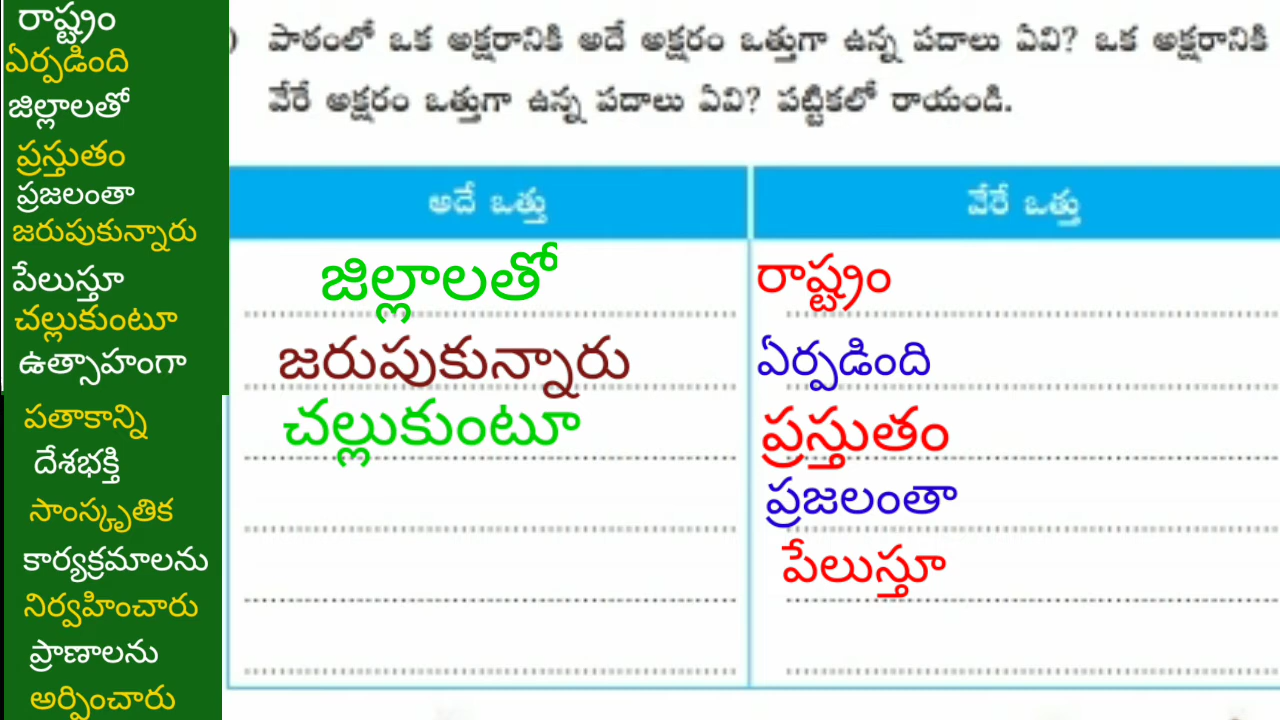 రాష్ట్రం
ఏర్పడింది
జిల్లాలతో
ప్రస్తుతం
ప్రజలంతా
జరుపుకున్నారు
పేలుస్తూ
చల్లుకుంటూ
ఉత్సాహంగా
పతాకాన్ని
దేశభక్తి
సాంస్కృతిక
కార్యక్రమాలను
నిర్వహించారు
ప్రాణాలను
అర్పించారు
) పాఠంలో ఒక అక్షరానికి అదే అక్షరం ఒత్తుగా ఉన్న పదాలు ఏవి? ఒక అక్షరానికి
వేరే అక్షరం ఒత్తుగా ఉన్న పదాలు ఏవి? పట్టికలో రాయండి.
అదే ఒత్తు వేరే ఒత్తు
జిల్లాలతో రాష్ట్రం
జరుపుకున్నారు ఏర్పడింది
చల్లుకుంటూ ప్రస్తుతం
ప్రజలంతా
పేలుస్తూ